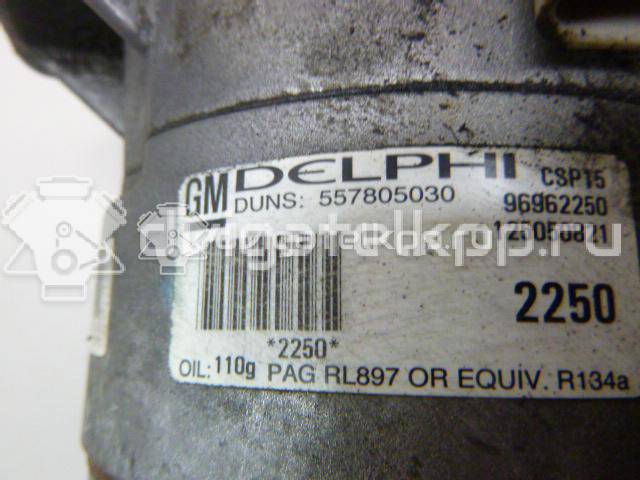 GM DELPHI CSP15
DUNS: 557805030 96962250
2250
*2250*
OIL: 110g PAG RL897 OR EQUIV. R134a